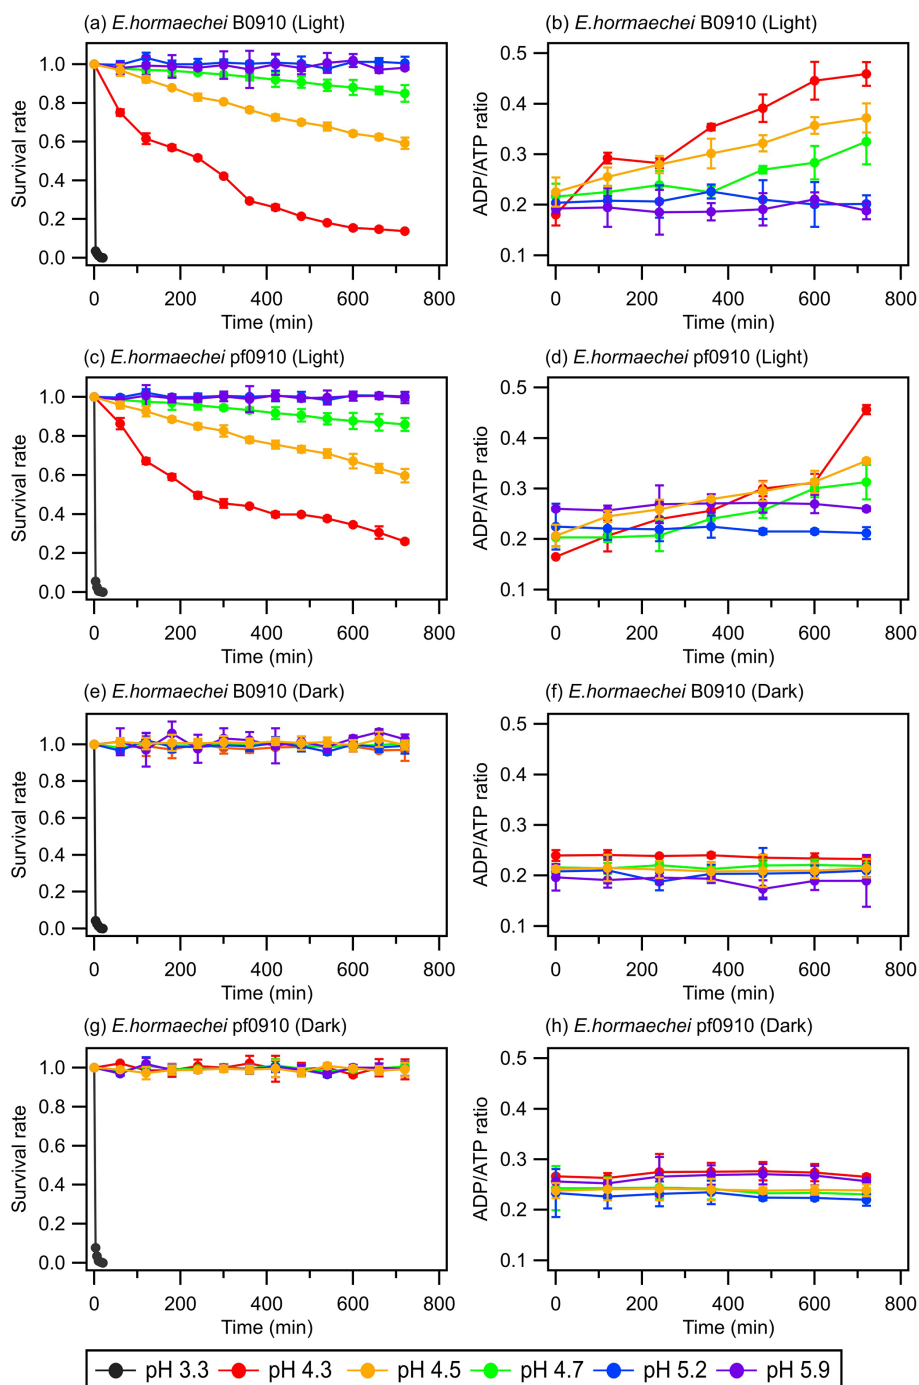 (a) E.hormaechei B0910 (Light)
Survival rate
1.0
0.8
0.6
0.4
0.2
0.0
0 200 400 600 800
Time (min)
(b) E.hormaechei B0910 (Light)
ADP/ATP ratio
0.5
0.4
0.3
0.2
0.1
0 200 400 600 800
Time (min)
(c) E.hormaechei pf0910 (Light)
Survival rate
1.0
0.8
0.6
0.4
0.2
0.0
0 200 400 600 800
Time (min)
(d) E.hormaechei pf0910 (Light)
ADP/ATP ratio
0.5
0.4
0.3
0.2
0.1
0 200 400 600 800
Time (min)
(e) E.hormaechei B0910 (Dark)
Survival rate
1.0
0.8
0.6
0.4
0.2
0.0
0 200 400 600 800
Time (min)
(f) E.hormaechei B0910 (Dark)
ADP/ATP ratio
0.5
0.4
0.3
0.2
0.1
0 200 400 600 800
Time (min)
(g) E.hormaechei pf0910 (Dark)
Survival rate
1.0
0.8
0.6
0.4
0.2
0.0
0 200 400 600 800
Time (min)
(h) E.hormaechei pf0910 (Dark)
ADP/ATP ratio
0.5
0.4
0.3
0.2
0.1
0 200 400 600 800
Time (min)
pH 3.3 pH 4.3 pH 4.5 pH 4.7 pH 5.2 pH 5.9